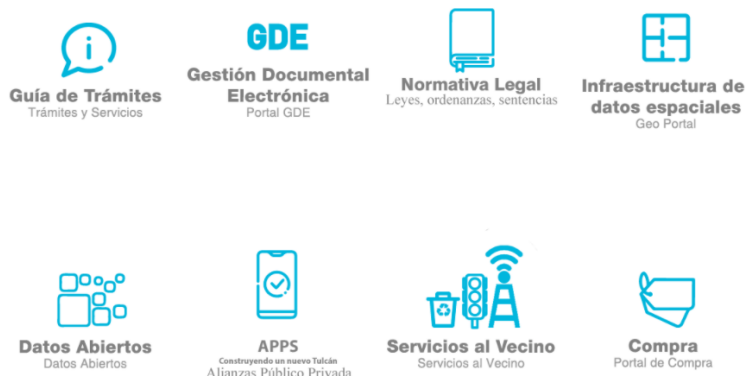 GDE
Guía de Trámites
Trámites y Servicios
Gestión Documental
Electrónica
Portal GDE
Normativa Legal
Leyes, ordenanzas, sentencias
Infraestructura de
datos espaciales
Geo Portal
Datos Abiertos
Datos Abiertos
APPS
Construyendo un nuevo Tulcán
Alianzas Público Privada
Servicios al Vecino
Servicios al Vecino
Compra
Portal de Compra